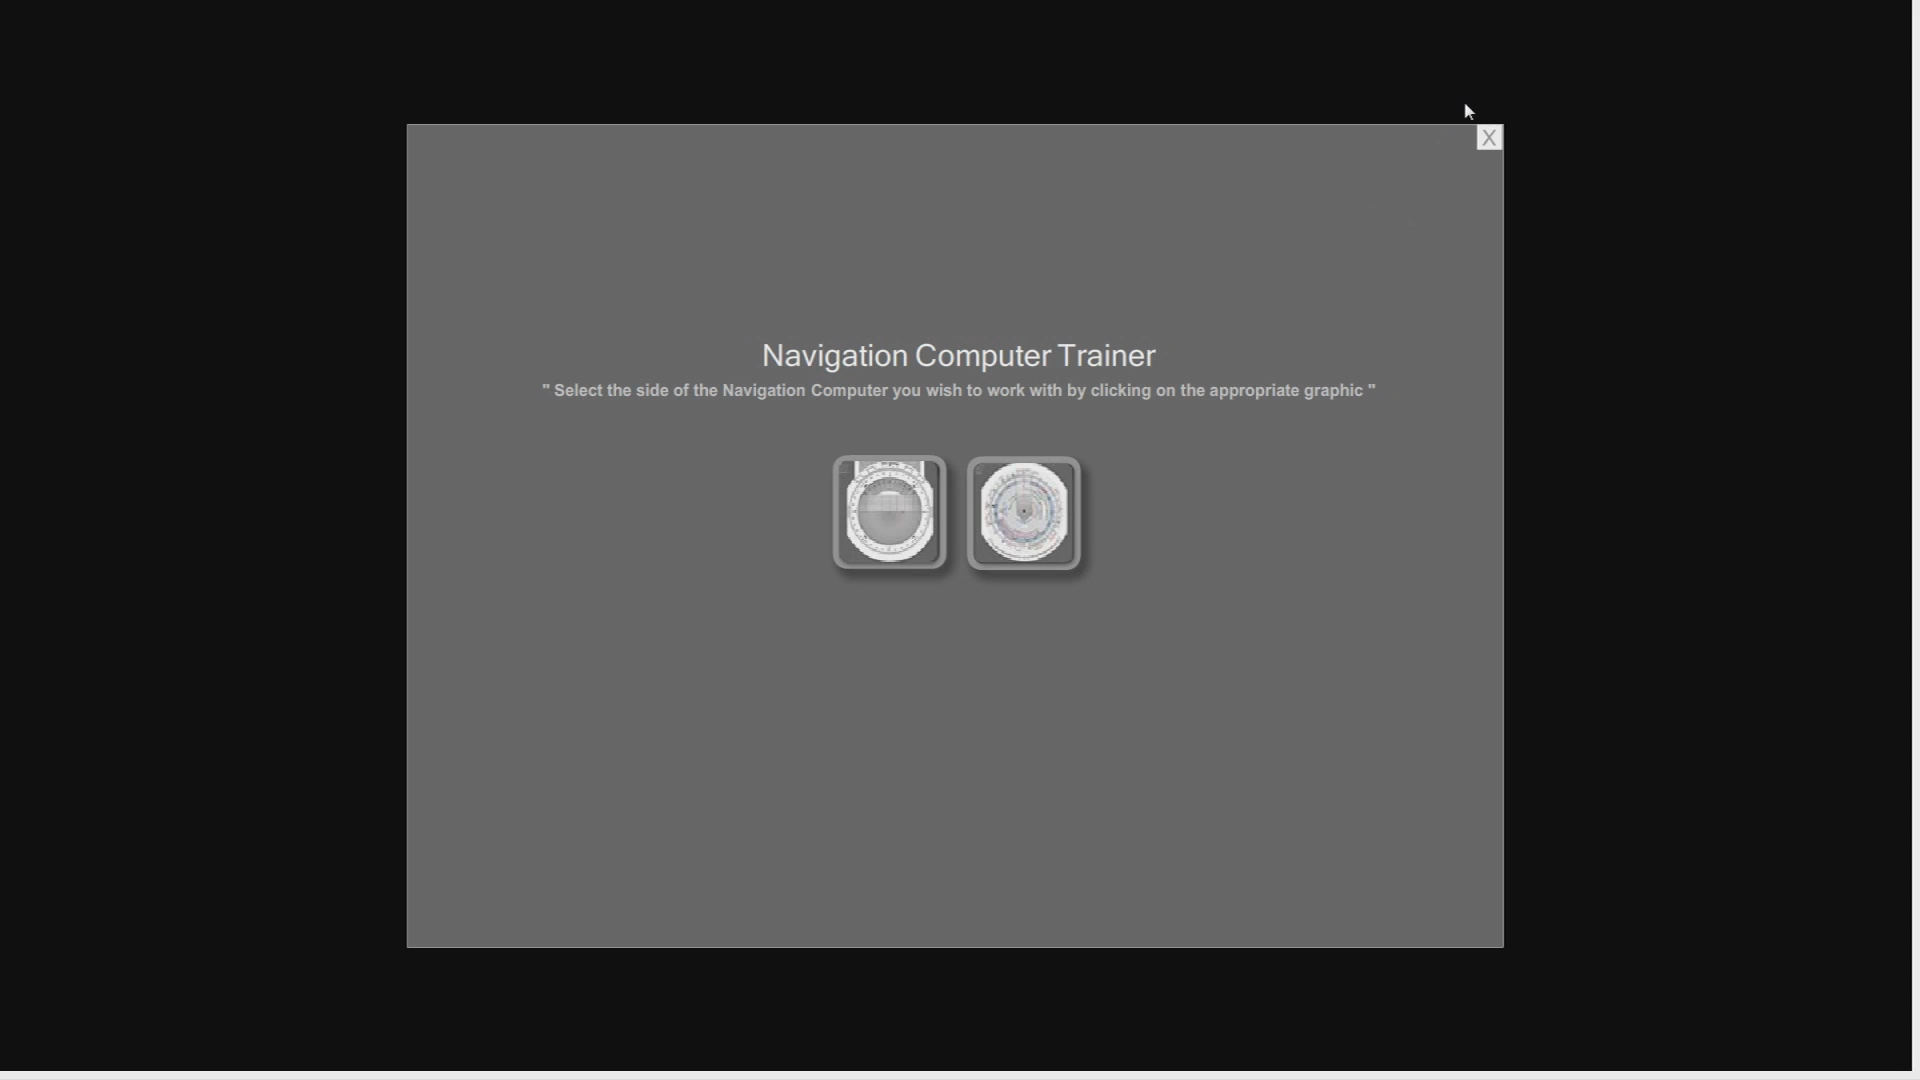 X
Navigation Computer Trainer
" Select the side of the Navigation Computer you wish to work with by clicking on the appropriate graphic "